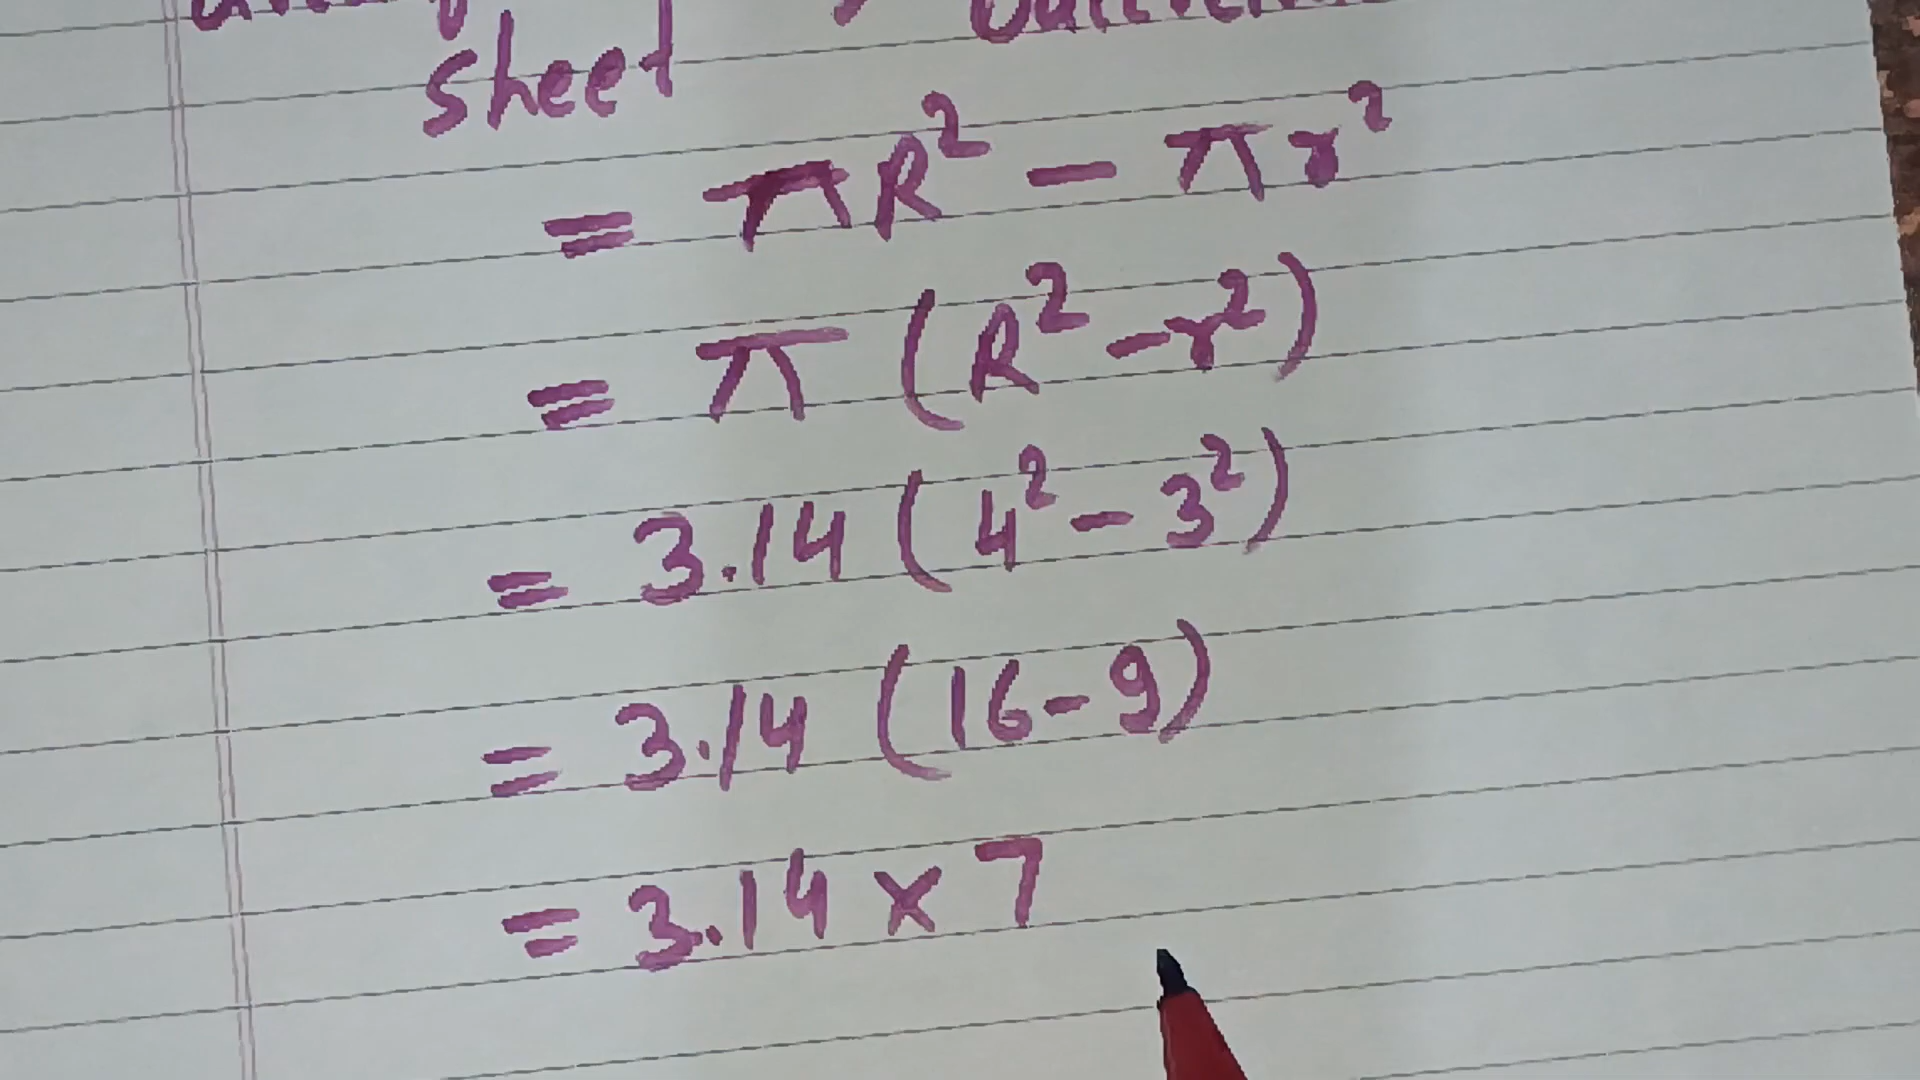 sheet
= πR² - πr²
= π (R² - r²)
= 3.14 (4² - 3²)
= 3.14 (16 - 9)
= 3.14 × 7